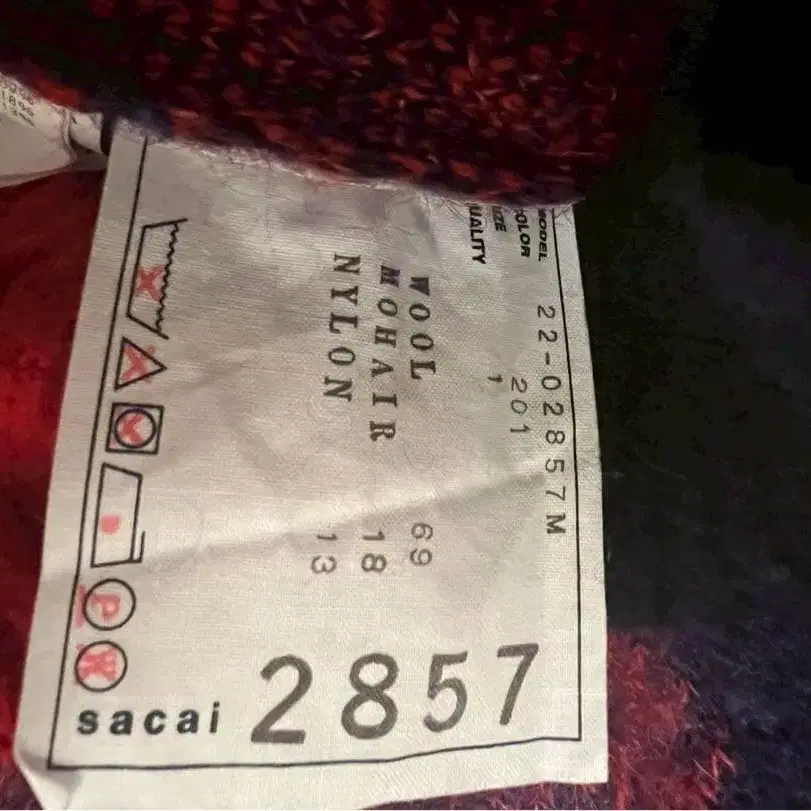 MODEL 22-02857M
COLOR 201
SIZE 1
QUALITY
WOOL 69
MOHAIR 18
NYLON 13
P
W
sacai 2857